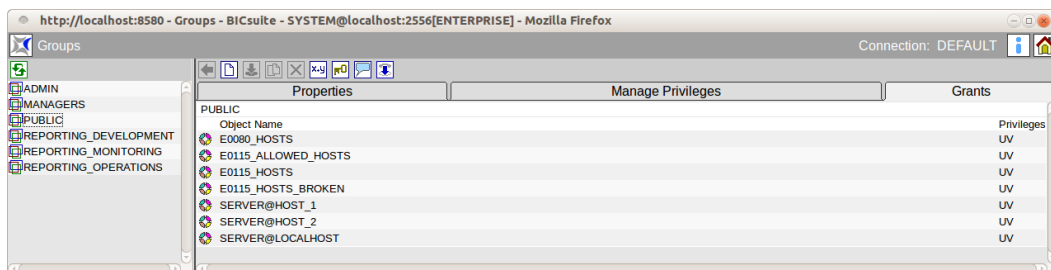 http://localhost:8580 - Groups - BICsuite - SYSTEM@localhost:2556[ENTERPRISE] - Mozilla Firefox
Groups
Connection: DEFAULT
ADMIN
MANAGERS
PUBLIC
REPORTING_DEVELOPMENT
REPORTING_MONITORING
REPORTING_OPERATIONS
x.y
Properties
Manage Privileges
Grants
PUBLIC
Object Name Privileges
E0080_HOSTS UV
E0115_ALLOWED_HOSTS UV
E0115_HOSTS UV
E0115_HOSTS_BROKEN UV
SERVER@HOST_1 UV
SERVER@HOST_2 UV
SERVER@LOCALHOST UV